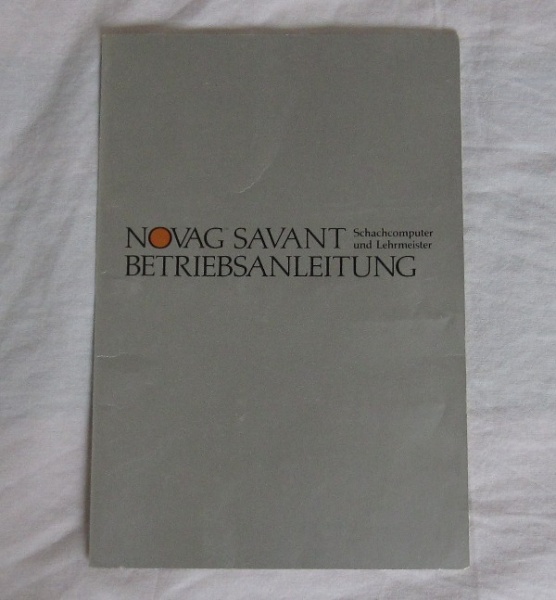 NOVAG SAVANT Schachcomputer
und Lehrmeister
BETRIEBSANLEITUNG